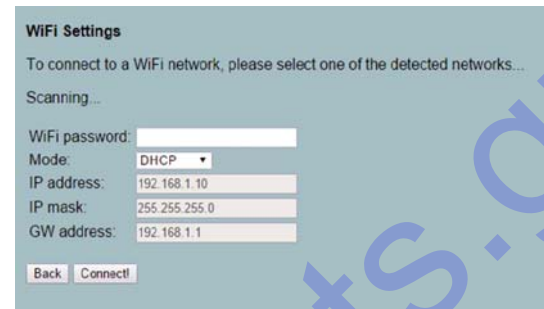 WiFi Settings
To connect to a WiFi network, please select one of the detected networks...
Scanning...
WiFi password:
Mode: DHCP
IP address: 192.168.1.10
IP mask: 255.255.255.0
GW address: 192.168.1.1
Back Connect!